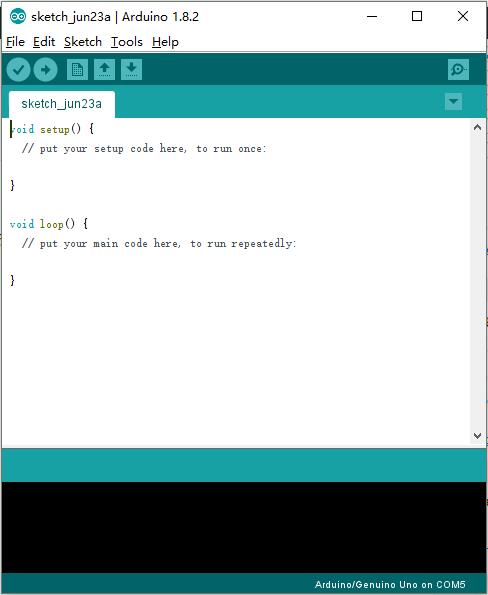 sketch_jun23a | Arduino 1.8.2
File Edit Sketch Tools Help
sketch_jun23a
void setup() {
// put your setup code here, to run once:
}
void loop() {
// put your main code here, to run repeatedly:
}
Arduino/Genuino Uno on COM5